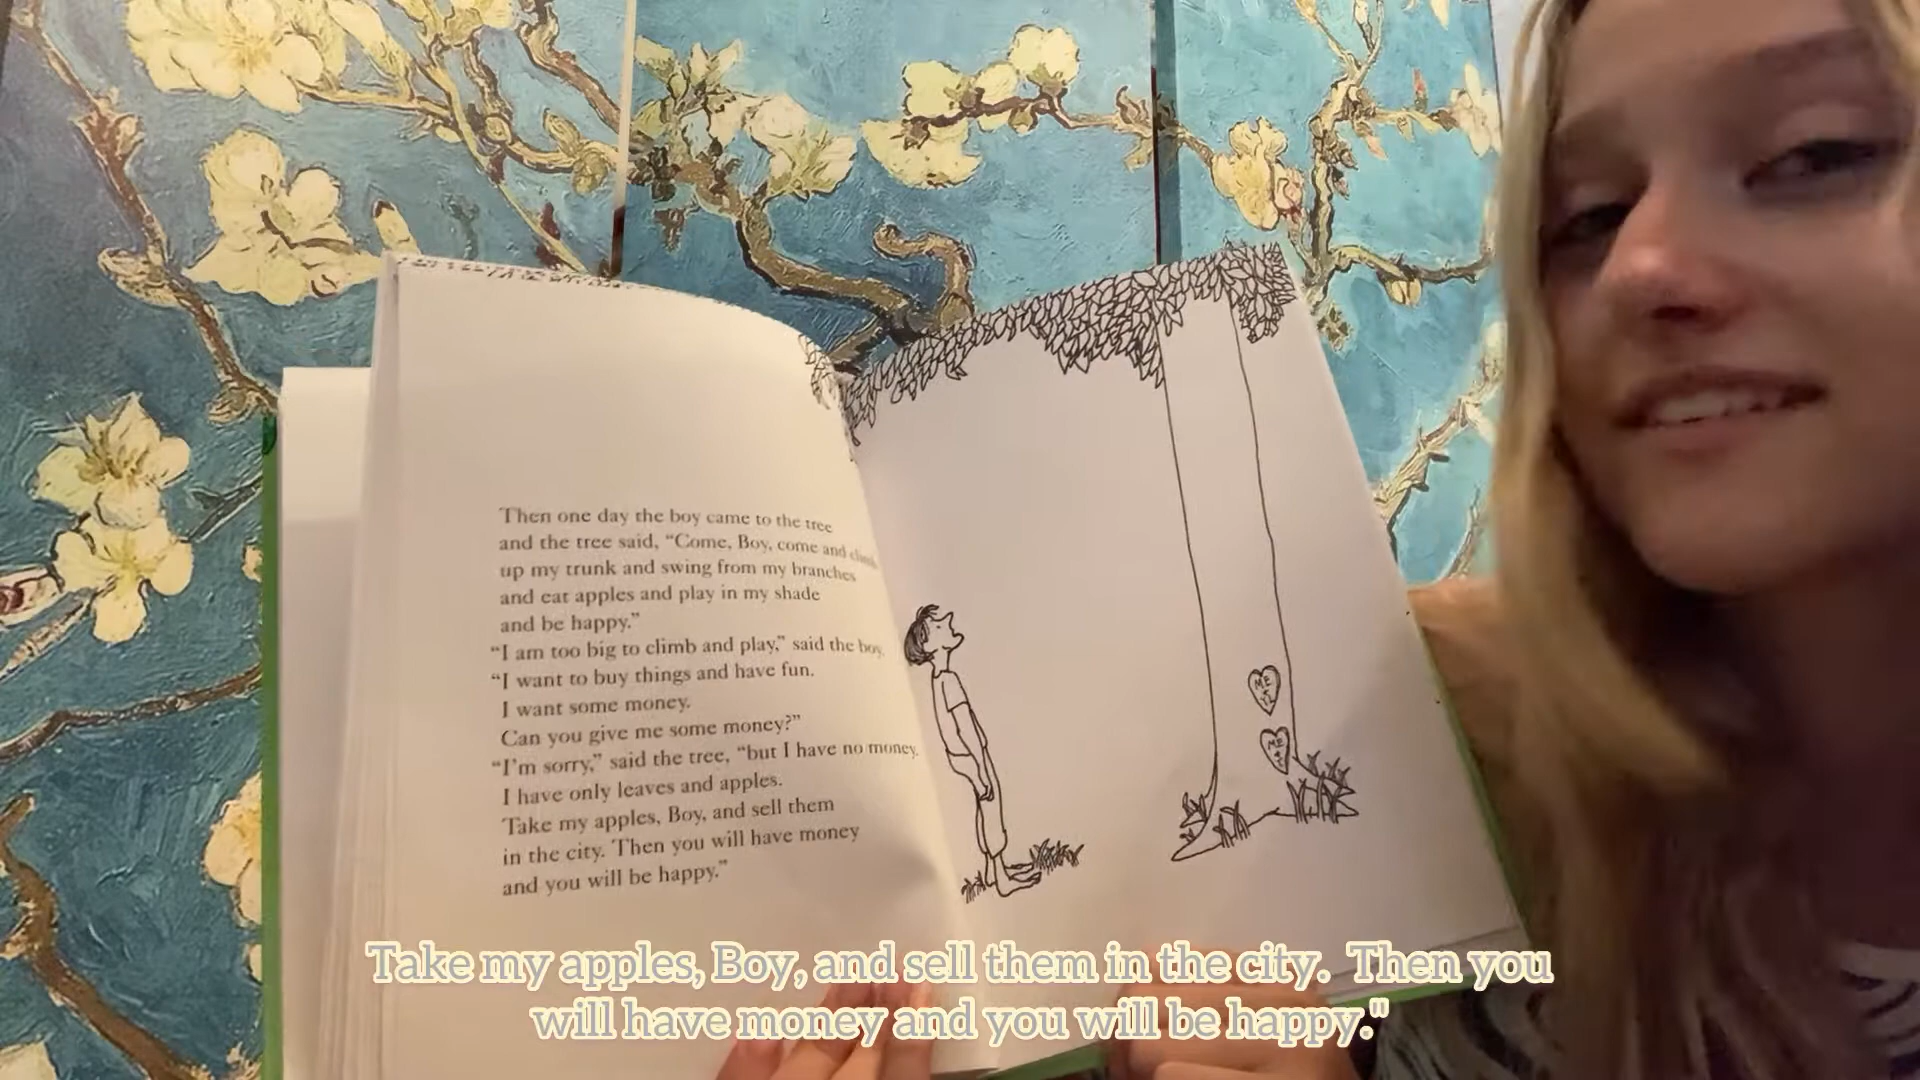 Then one day the boy came to the tree
and the tree said, “Come, Boy, come and climb
up my trunk and swing from my branches
and eat apples and play in my shade
and be happy.”
“I am too big to climb and play,” said the boy.
“I want to buy things and have fun.
I want some money.
Can you give me some money?”
“I’m sorry,” said the tree, “but I have no money.
I have only leaves and apples.
Take my apples, Boy, and sell them
in the city. Then you will have money
and you will be happy.”
ME
Y.L.
ME
+
T
Take my apples, Boy, and sell them in the city. Then you
will have money and you will be happy."